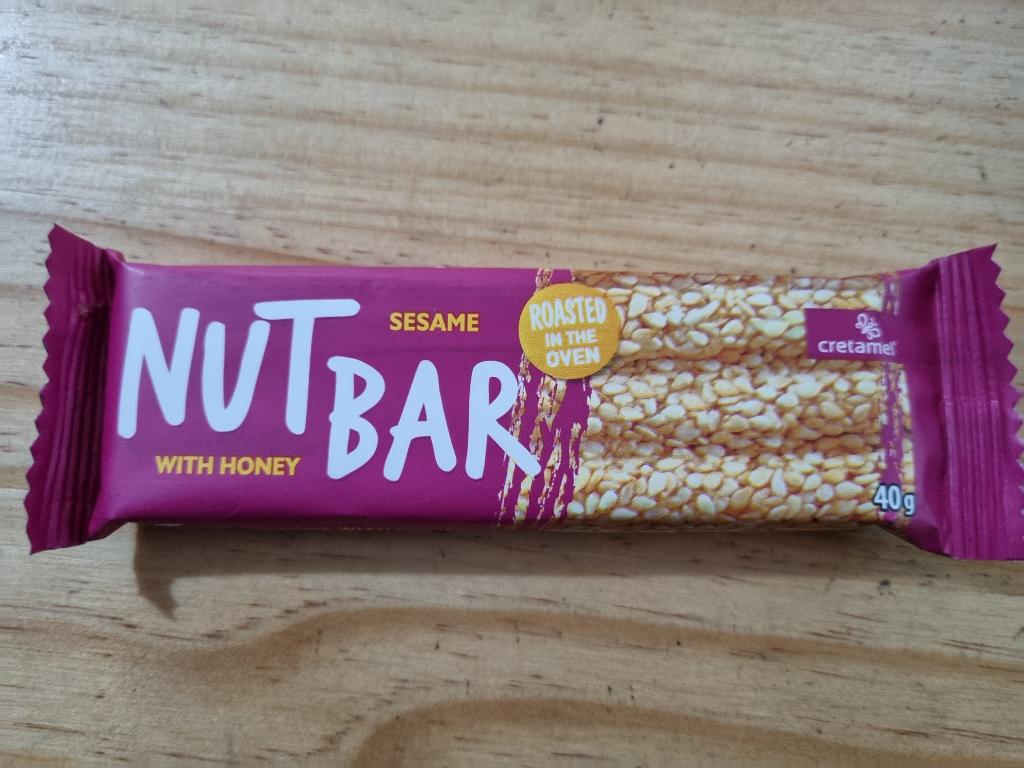 NUT BAR
SESAME
WITH HONEY
ROASTED
IN THE
OVEN
cretamel
40g